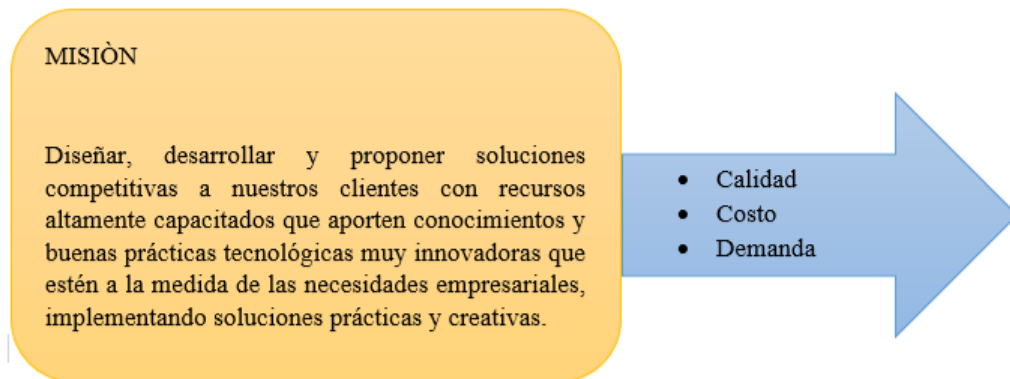 MISIÒN
Diseñar, desarrollar y proponer soluciones
competitivas a nuestros clientes con recursos
altamente capacitados que aporten conocimientos y
buenas prácticas tecnológicas muy innovadoras que
estén a la medida de las necesidades empresariales,
implementando soluciones prácticas y creativas.
• Calidad
• Costo
• Demanda